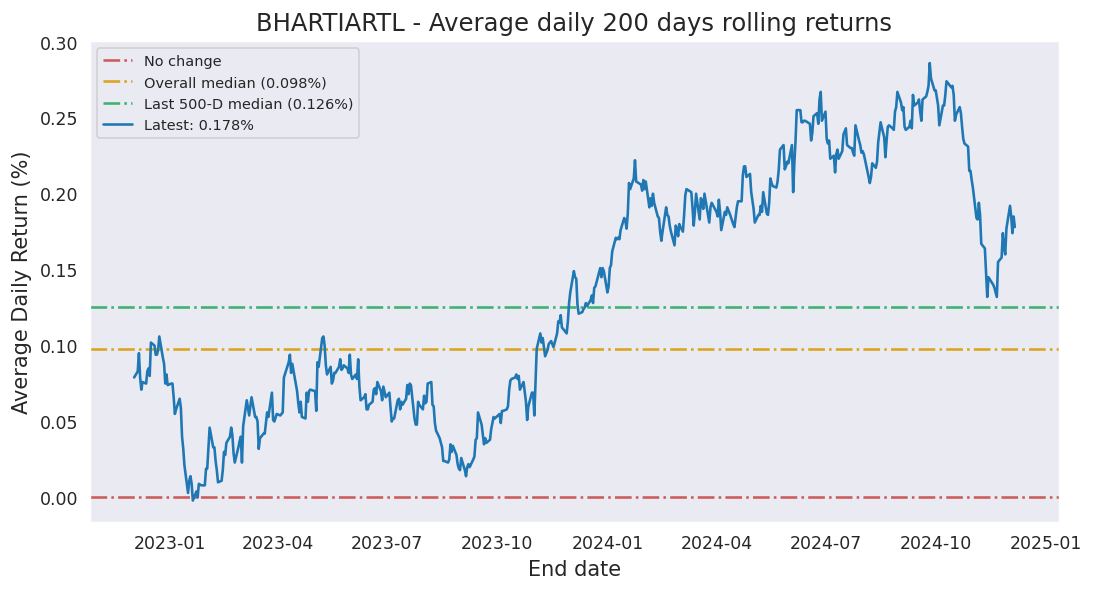 BHARTIARTL - Average daily 200 days rolling returns
Average Daily Return (%)
0.30
0.25
0.20
0.15
0.10
0.05
0.00
No change
Overall median (0.098%)
Last 500-D median (0.126%)
Latest: 0.178%
2023-01 2023-04 2023-07 2023-10 2024-01 2024-04 2024-07 2024-10 2025-01
End date